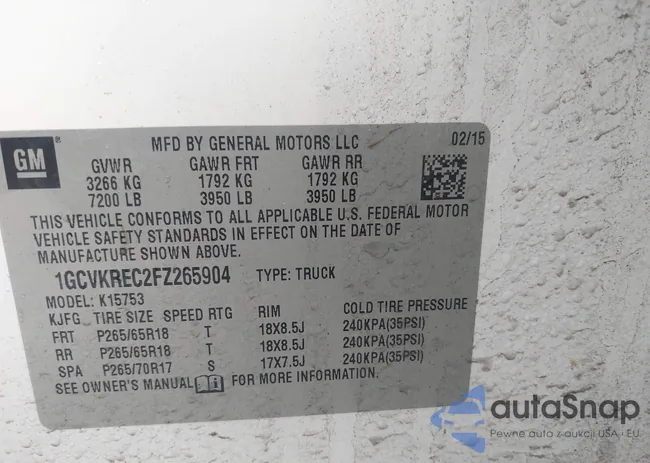 GM
MFD BY GENERAL MOTORS LLC 02/15
GVWR GAWR FRT GAWR RR
3266 KG 1792 KG 1792 KG
7200 LB 3950 LB 3950 LB
THIS VEHICLE CONFORMS TO ALL APPLICABLE U.S. FEDERAL MOTOR
VEHICLE SAFETY STANDARDS IN EFFECT ON THE DATE OF
MANUFACTURE SHOWN ABOVE.
1GCVKREC2FZ265904 TYPE: TRUCK
MODEL: K15753
KJFG TIRE SIZE SPEED RTG RIM COLD TIRE PRESSURE
FRT P265/65R18 T 18X8.5J 240KPA(35PSI)
RR P265/65R18 T 18X8.5J 240KPA(35PSI)
SPA P265/70R17 S 17X7.5J 240KPA(35PSI)
SEE OWNER'S MANUAL FOR MORE INFORMATION.
autaSnap
Pewne auta z aukcji USA i EU